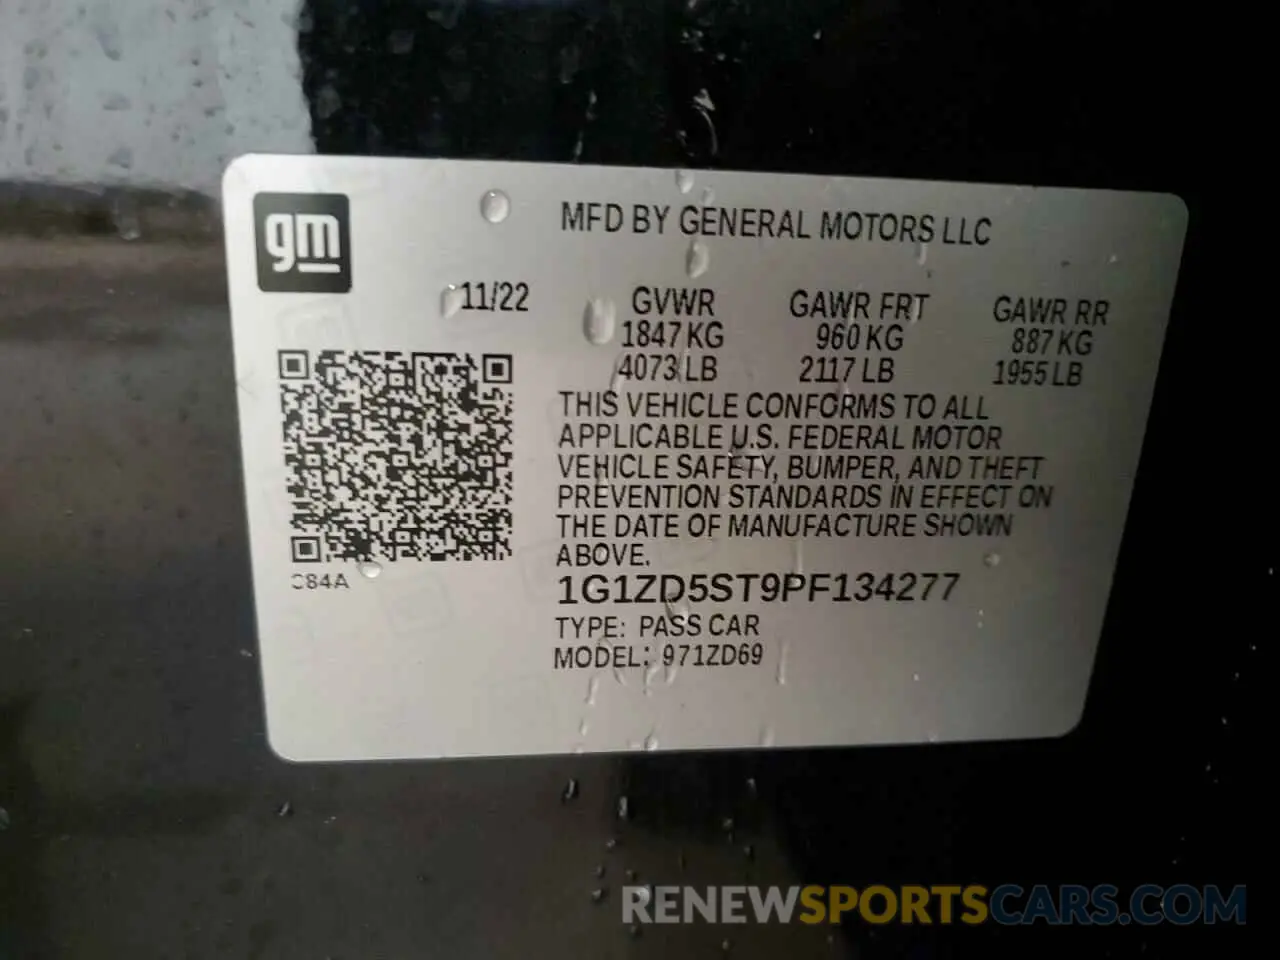 gm
MFD BY GENERAL MOTORS LLC
11/22
GVWR GAWR FRT GAWR RR
1847 KG 960 KG 887 KG
4073 LB 2117 LB 1955 LB
THIS VEHICLE CONFORMS TO ALL
APPLICABLE U.S. FEDERAL MOTOR
VEHICLE SAFETY, BUMPER, AND THEFT
PREVENTION STANDARDS IN EFFECT ON
THE DATE OF MANUFACTURE SHOWN
ABOVE.
C84A
1G1ZD5ST9PF134277
TYPE: PASS CAR
MODEL: 971ZD69
RENEWSPORTSCARS.COM